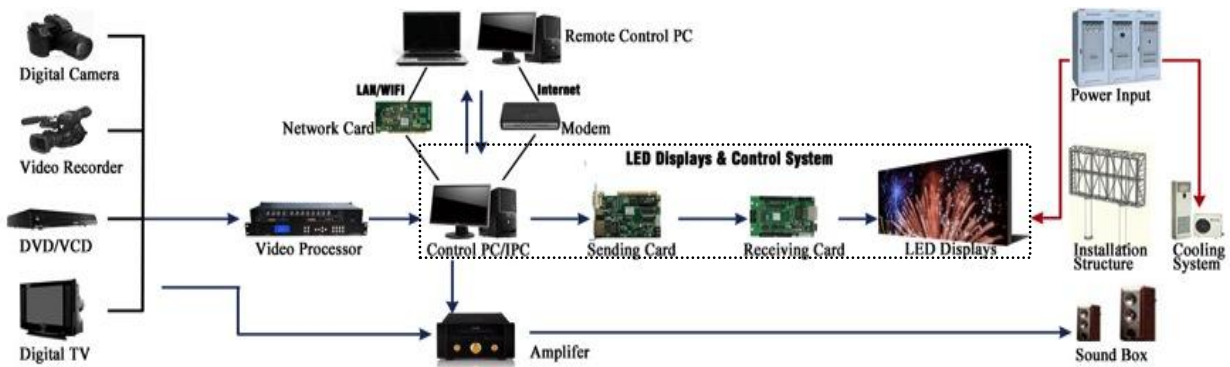 Digital Camera
Video Recorder
DVD/VCD
Digital TV
Remote Control PC
LAN/WIFI
Internet
Network Card
Modem
LED Displays & Control System
Video Processor
Control PC/IPC
Sending Card
Receiving Card
LED Displays
Amplifer
Power Input
Installation
Structure
Cooling
System
Sound Box